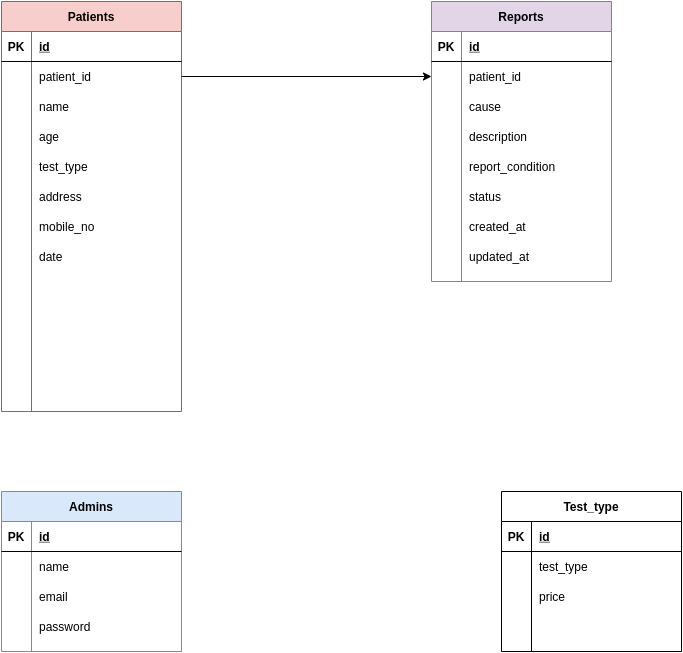 Patients
PK id
patient_id
name
age
test_type
address
mobile_no
date
Reports
PK id
patient_id
cause
description
report_condition
status
created_at
updated_at
Admins
PK id
name
email
password
Test_type
PK id
test_type
price